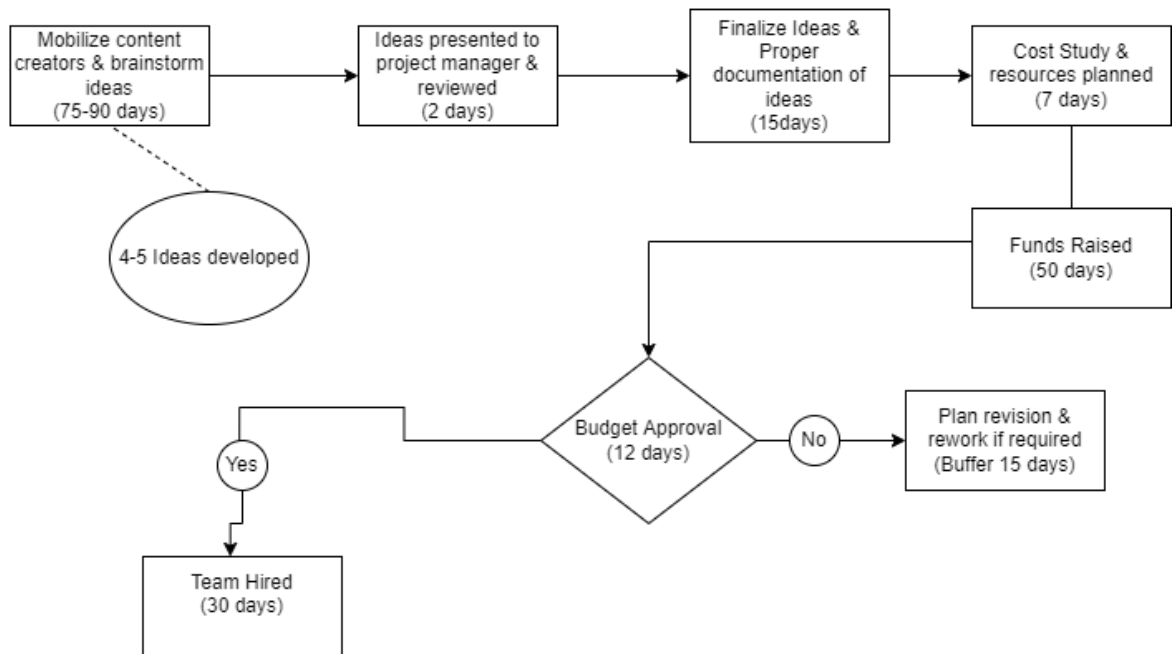 Mobilize content
creators & brainstorm
ideas
(75-90 days)
Ideas presented to
project manager &
reviewed
(2 days)
Finalize Ideas &
Proper
documentation of
ideas
(15days)
Cost Study &
resources planned
(7 days)
4-5 Ideas developed
Funds Raised
(50 days)
Budget Approval
(12 days)
No
Plan revision &
rework if required
(Buffer 15 days)
Yes
Team Hired
(30 days)